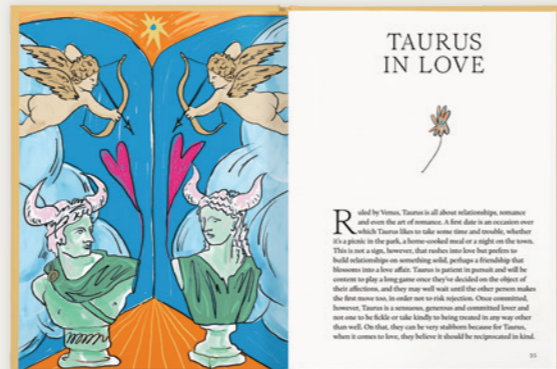 TAURUS
IN LOVE
Ruled by Venus, Taurus is all about relationships, romance
and even the art of romance. A first date is an occasion over
which Taurus likes to take some time and trouble, whether
it's a picnic in the park, a home-cooked meal or a night on the town.
This is not a sign, however, that rushes into love but prefers to
build relationships on something solid, perhaps a friendship that
blossoms into a love affair. Taurus is patient in pursuit and will be
content to play a long game once they've decided on the object of
their affections, and they may well wait until the other person makes
the first move too, in order not to risk rejection. Once committed,
however, Taurus is a sensuous, generous and committed lover and
not one to be fickle or take kindly to being treated in any way other
than well. On that, they can be very stubborn because for Taurus,
when it comes to love, they believe it should be reciprocated in kind.